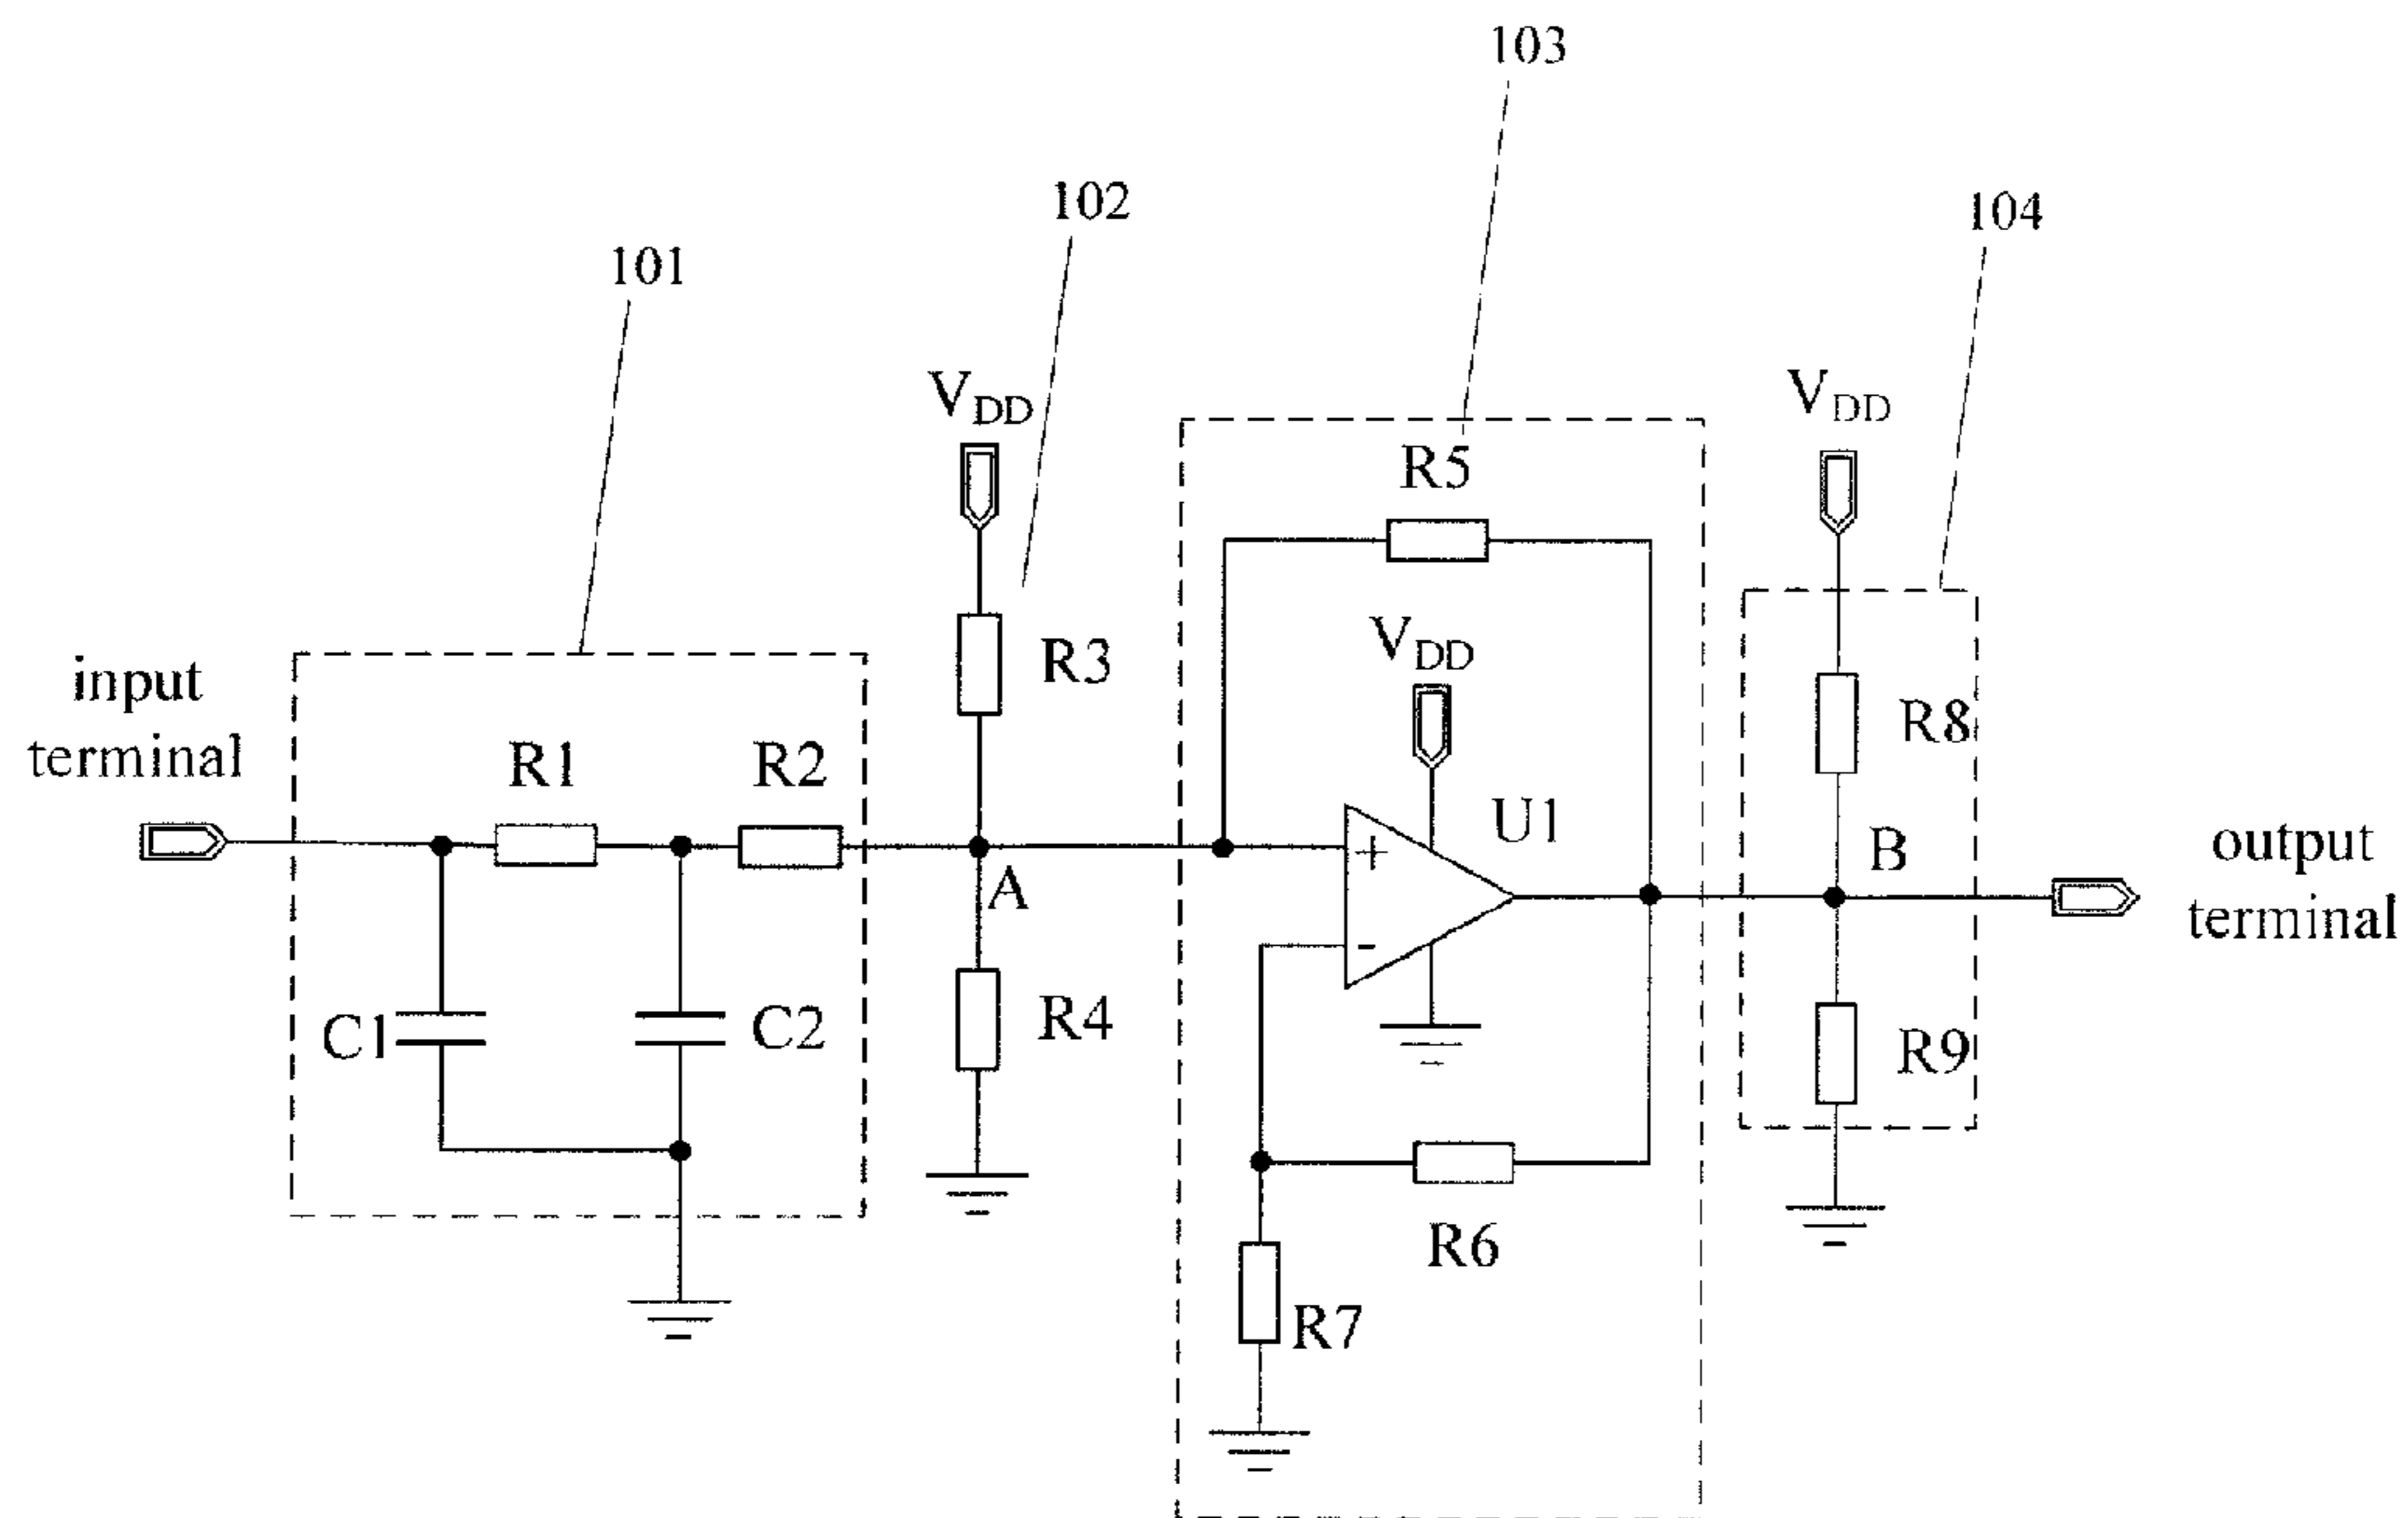 103
102
104
101
VDD
VDD
R5
VDD
R3
input
terminal
R1
R2
R8
U1
+
B
output
terminal
A
-
C1
C2
R4
R9
R6
R7